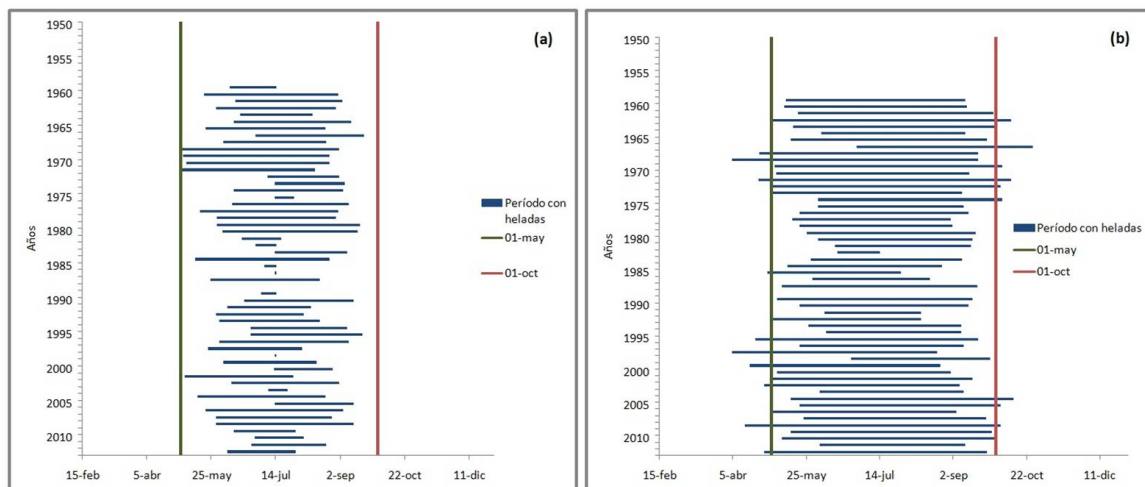 (a)
1950
1955
1960
1965
1970
1975
1980
1985
1990
1995
2000
2005
2010
Años
15-feb 5-abr 25-may 14-jul 2-sep 22-oct 11-dic
Período con
heladas
01-may
01-oct
(b)
1950
1955
1960
1965
1970
1975
1980
1985
1990
1995
2000
2005
2010
Años
15-feb 5-abr 25-may 14-jul 2-sep 22-oct 11-dic
Período con heladas
01-may
01-oct